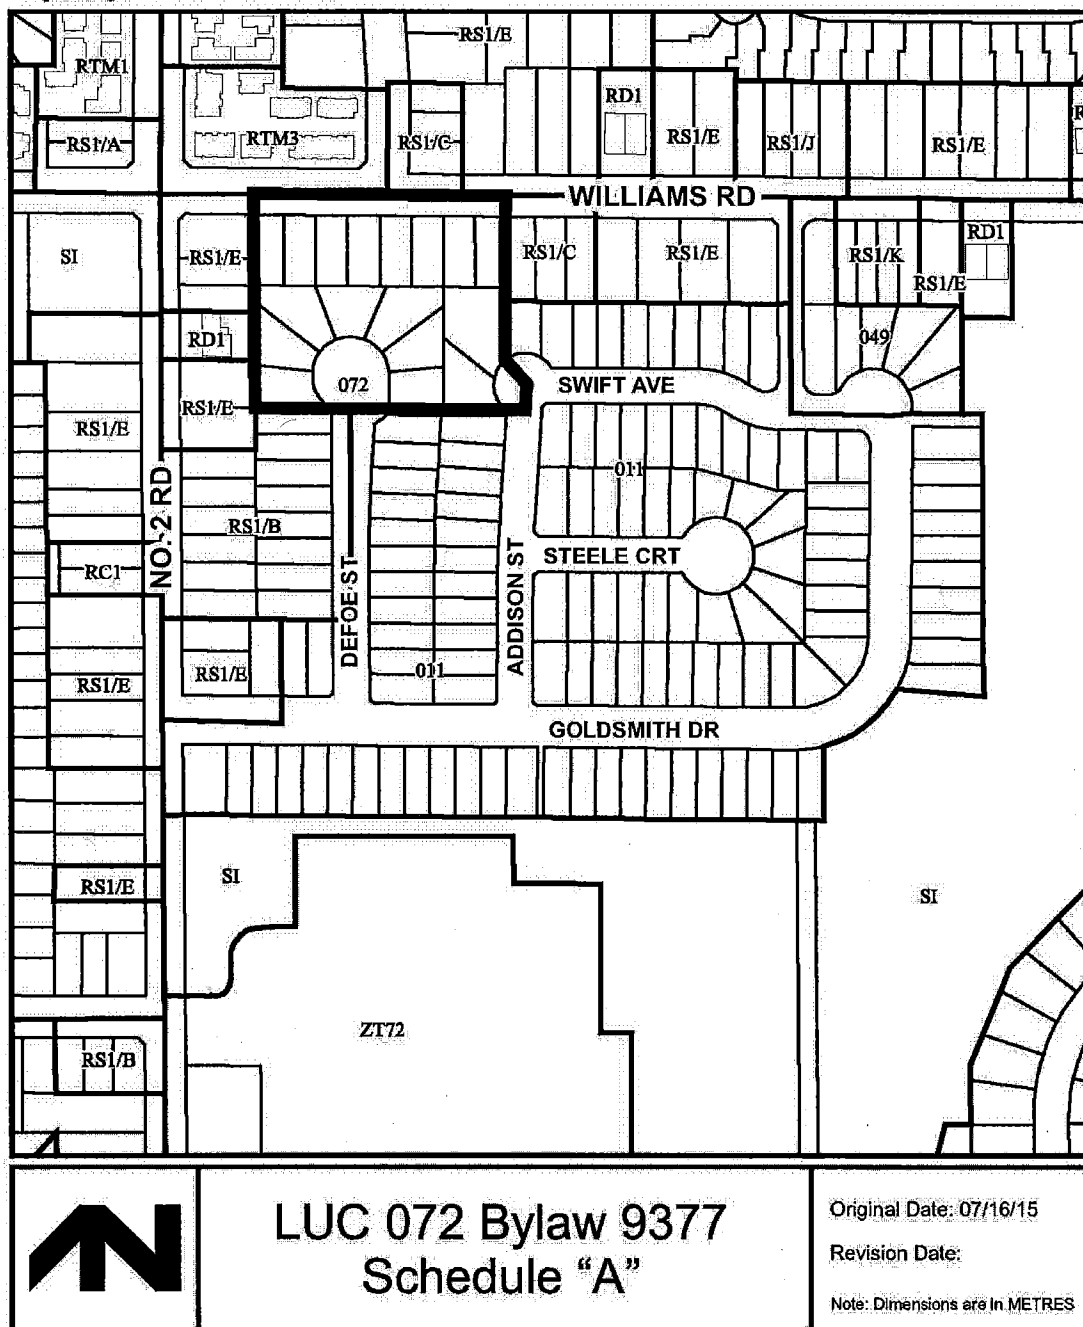 RS1/E
RTM1
RD1
RS1/A
RTM3
RS1/C
RS1/E
RS1/J
RS1/E
WILLIAMS RD
SI
RS1/E
RS1/C
RS1/E
RS1/K
RD1
RS1/E
RD1
049
072
SWIFT AVE
RS1/E
RS1/E
011
NO. 2 RD
RS1/B
RC1
STEELE CRT
DEFOE ST
ADDISON ST
RS1/E
011
RS1/E
GOLDSMITH DR
SI
RS1/E
SI
ZT72
RS1/B
LUC 072 Bylaw 9377
Schedule “A”
Original Date: 07/16/15
Revision Date:
Note: Dimensions are in METRES